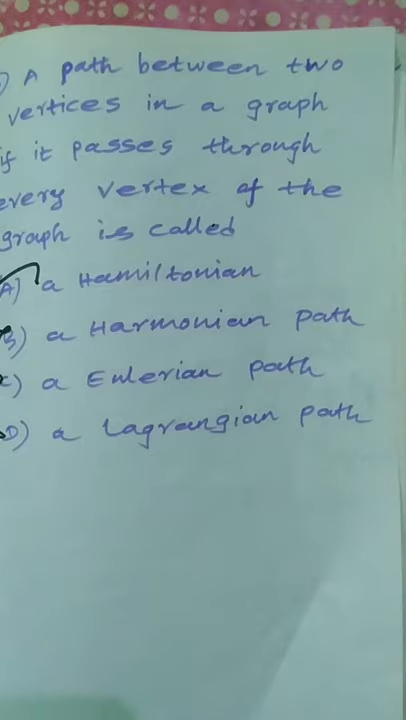 ) A path between two
vertices in a graph
if it passes through
every vertex of the
graph is called
A) a Hamiltonian
B) a Harmonian path
C) a Eulerian path
D) a Lagrangian path